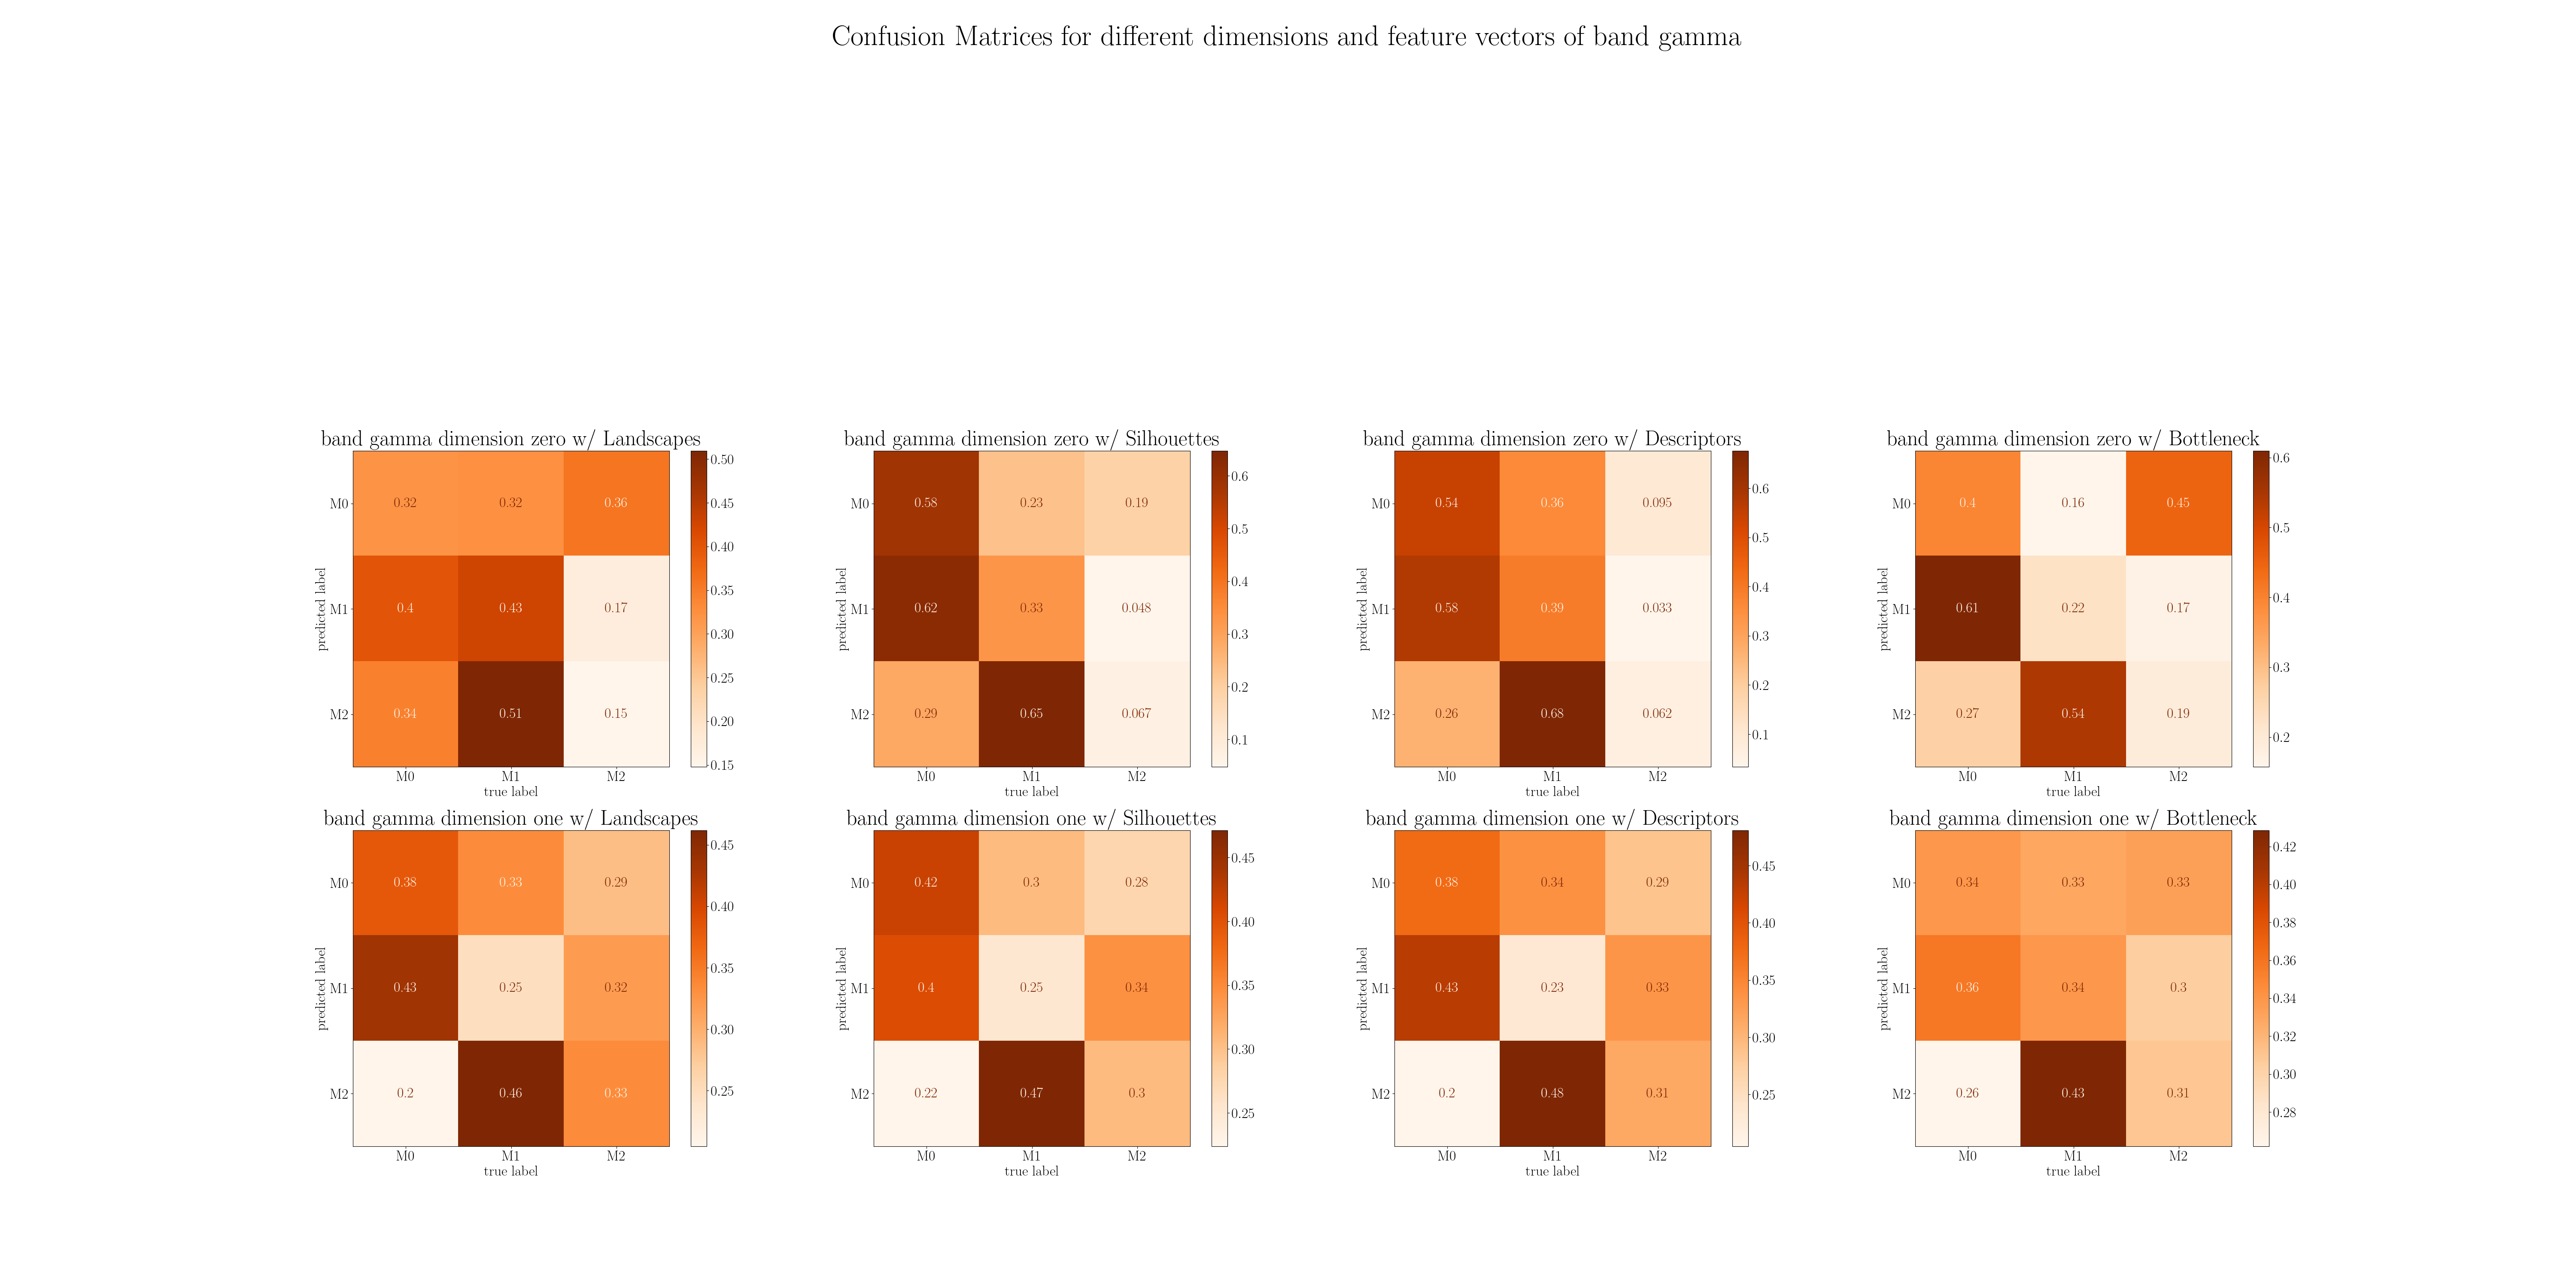 Confusion Matrices for different dimensions and feature vectors of band gamma
band gamma dimension zero w/ Landscapes
predicted label
M0 0.32 0.32 0.36
M1 0.4 0.43 0.17
M2 0.34 0.51 0.15
M0 M1 M2
true label
0.50
0.45
0.40
0.35
0.30
0.25
0.20
0.15
band gamma dimension zero w/ Silhouettes
predicted label
M0 0.58 0.23 0.19
M1 0.62 0.33 0.048
M2 0.29 0.65 0.067
M0 M1 M2
true label
0.6
0.5
0.4
0.3
0.2
0.1
band gamma dimension zero w/ Descriptors
predicted label
M0 0.54 0.36 0.095
M1 0.58 0.39 0.033
M2 0.26 0.68 0.062
M0 M1 M2
true label
0.6
0.5
0.4
0.3
0.2
0.1
band gamma dimension zero w/ Bottleneck
predicted label
M0 0.4 0.16 0.45
M1 0.61 0.22 0.17
M2 0.27 0.54 0.19
M0 M1 M2
true label
0.6
0.5
0.4
0.3
0.2
band gamma dimension one w/ Landscapes
predicted label
M0 0.38 0.33 0.29
M1 0.43 0.25 0.32
M2 0.2 0.46 0.33
M0 M1 M2
true label
0.45
0.40
0.35
0.30
0.25
band gamma dimension one w/ Silhouettes
predicted label
M0 0.42 0.3 0.28
M1 0.4 0.25 0.34
M2 0.22 0.47 0.3
M0 M1 M2
true label
0.45
0.40
0.35
0.30
0.25
band gamma dimension one w/ Descriptors
predicted label
M0 0.38 0.34 0.29
M1 0.43 0.23 0.33
M2 0.2 0.48 0.31
M0 M1 M2
true label
0.45
0.40
0.35
0.30
0.25
band gamma dimension one w/ Bottleneck
predicted label
M0 0.34 0.33 0.33
M1 0.36 0.34 0.3
M2 0.26 0.43 0.31
M0 M1 M2
true label
0.42
0.40
0.38
0.36
0.34
0.32
0.30
0.28